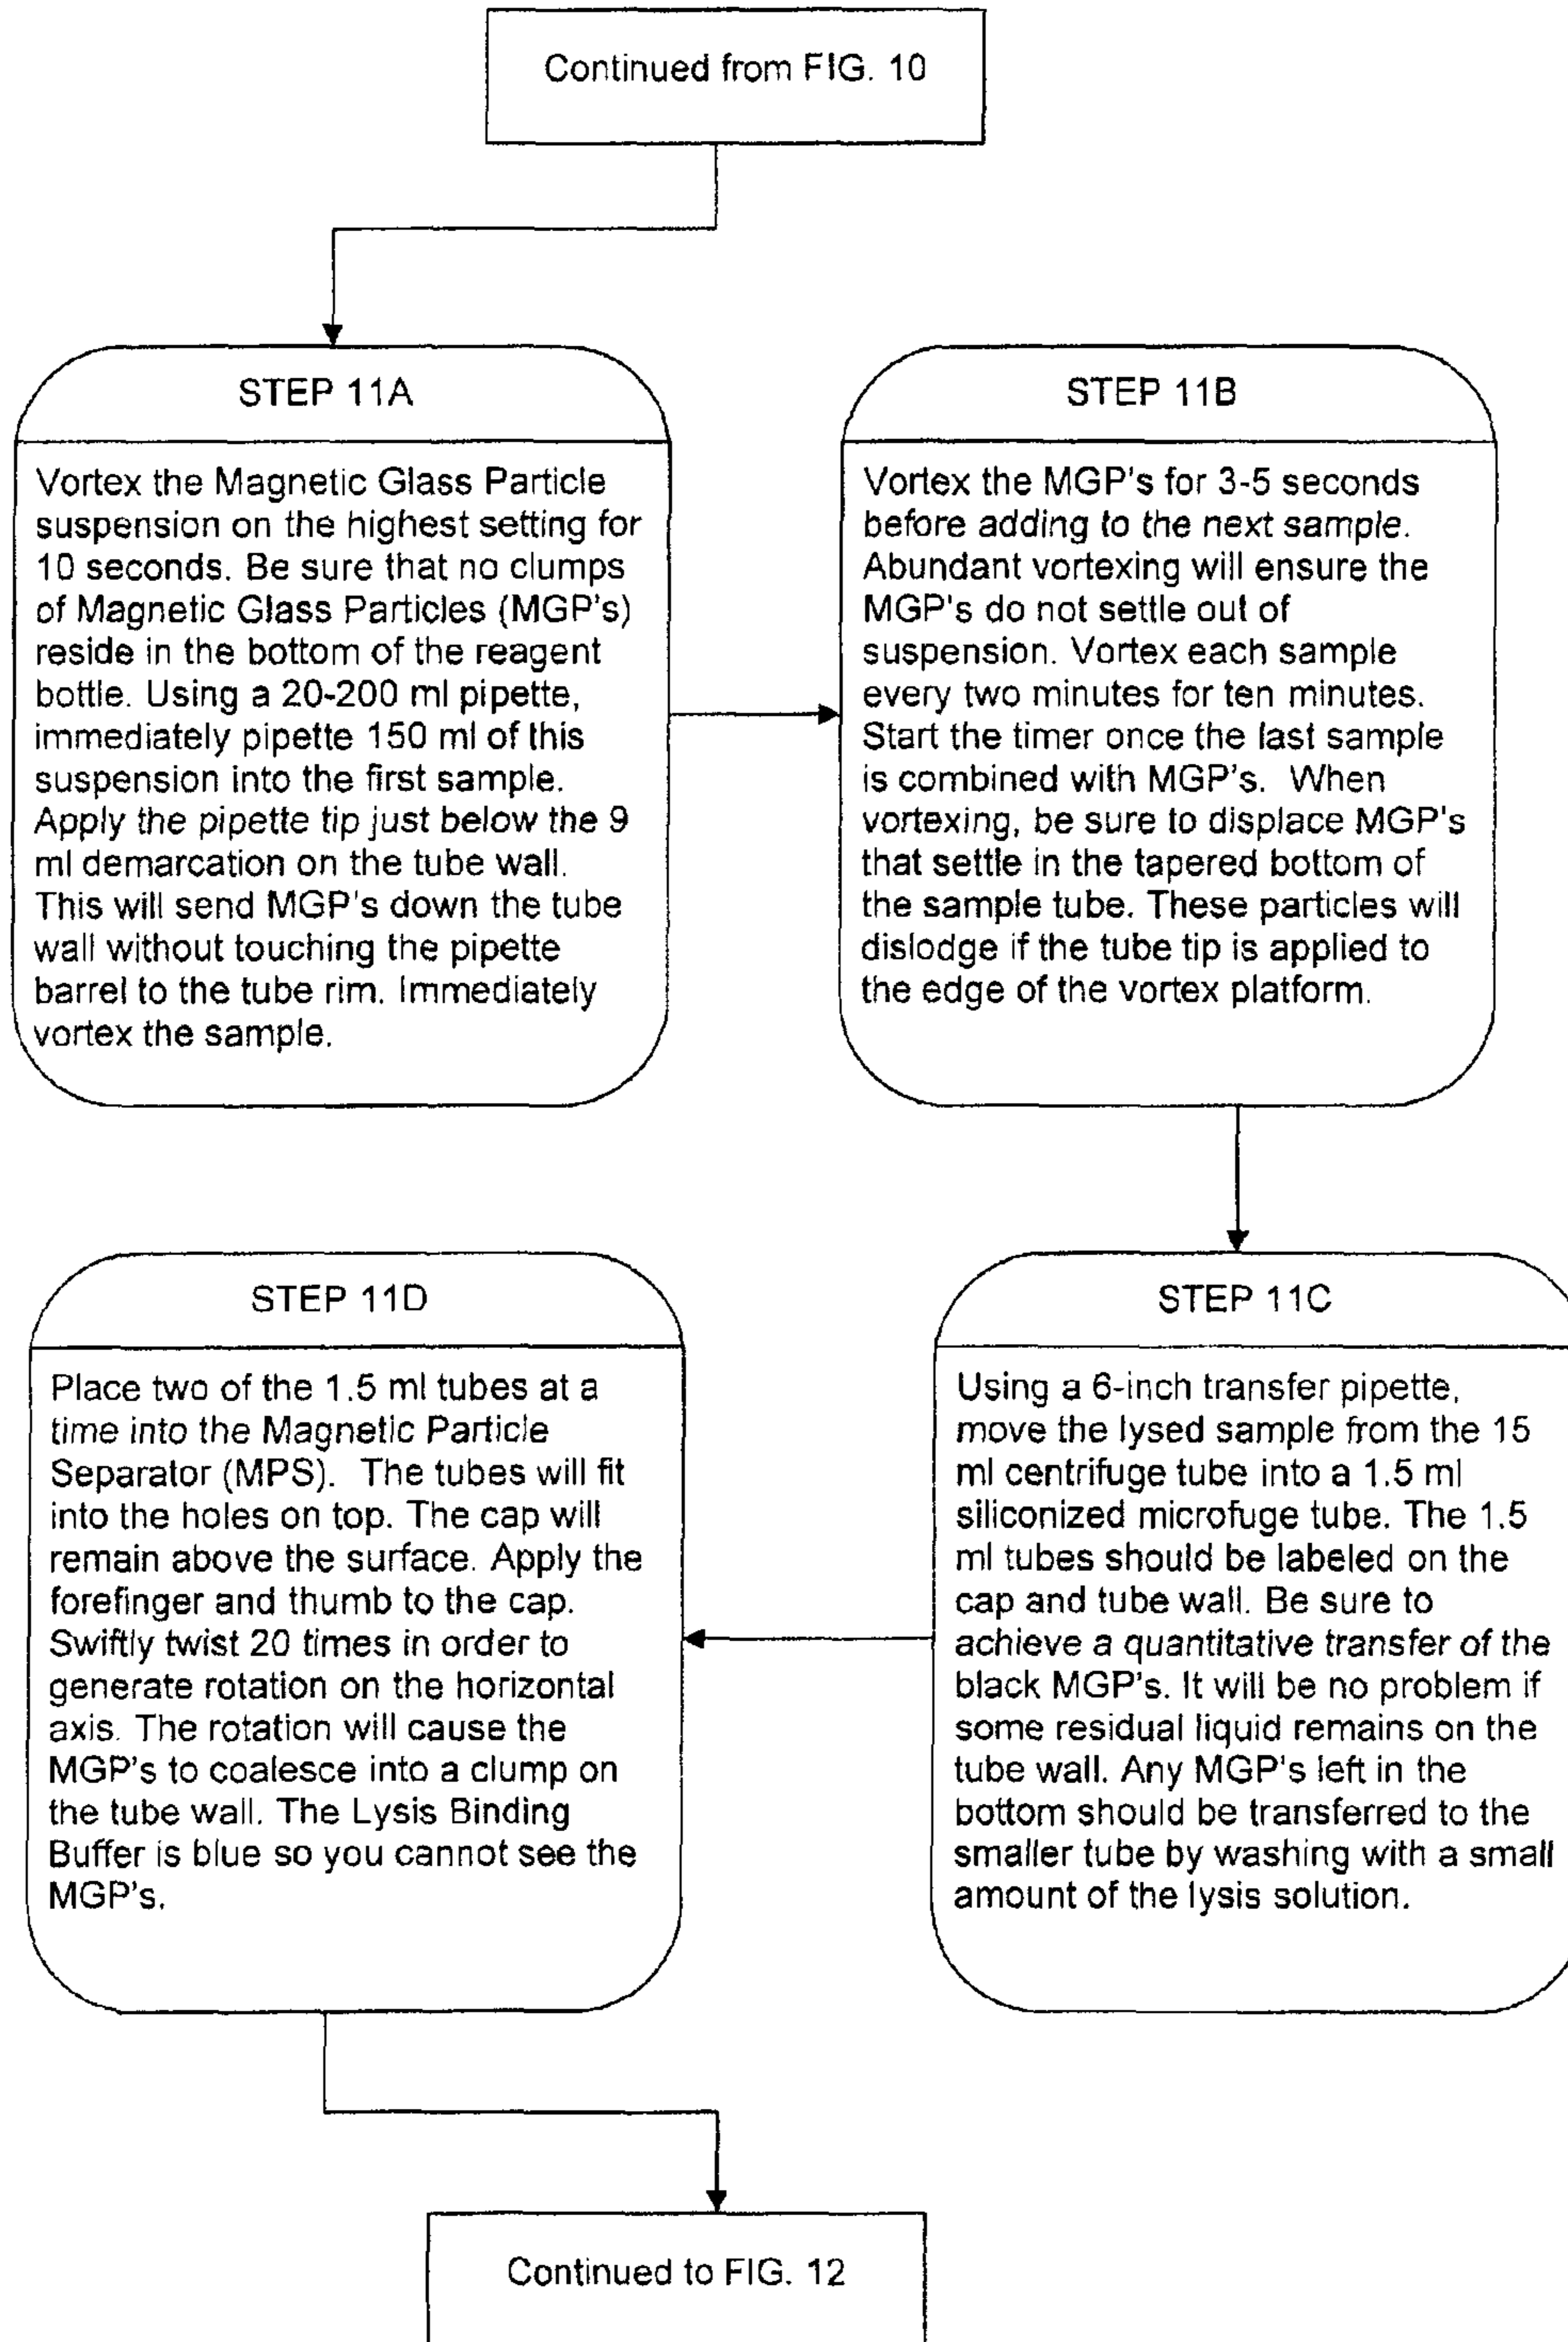 Continued from FIG. 10
STEP 11A
Vortex the Magnetic Glass Particle
suspension on the highest setting for
10 seconds. Be sure that no clumps
of Magnetic Glass Particles (MGP's)
reside in the bottom of the reagent
bottle. Using a 20-200 ml pipette,
immediately pipette 150 ml of this
suspension into the first sample.
Apply the pipette tip just below the 9
ml demarcation on the tube wall.
This will send MGP's down the tube
wall without touching the pipette
barrel to the tube rim. Immediately
vortex the sample.
STEP 11B
Vortex the MGP's for 3-5 seconds
before adding to the next sample.
Abundant vortexing will ensure the
MGP's do not settle out of
suspension. Vortex each sample
every two minutes for ten minutes.
Start the timer once the last sample
is combined with MGP's.  When
vortexing, be sure to displace MGP's
that settle in the tapered bottom of
the sample tube. These particles will
dislodge if the tube tip is applied to
the edge of the vortex platform.
STEP 11C
Using a 6-inch transfer pipette,
move the lysed sample from the 15
ml centrifuge tube into a 1.5 ml
siliconized microfuge tube. The 1.5
ml tubes should be labeled on the
cap and tube wall. Be sure to
achieve a quantitative transfer of the
black MGP's. It will be no problem if
some residual liquid remains on the
tube wall. Any MGP's left in the
bottom should be transferred to the
smaller tube by washing with a small
amount of the lysis solution.
STEP 11D
Place two of the 1.5 ml tubes at a
time into the Magnetic Particle
Separator (MPS).  The tubes will fit
into the holes on top. The cap will
remain above the surface. Apply the
forefinger and thumb to the cap.
Swiftly twist 20 times in order to
generate rotation on the horizontal
axis. The rotation will cause the
MGP's to coalesce into a clump on
the tube wall. The Lysis Binding
Buffer is blue so you cannot see the
MGP's.
Continued to FIG. 12